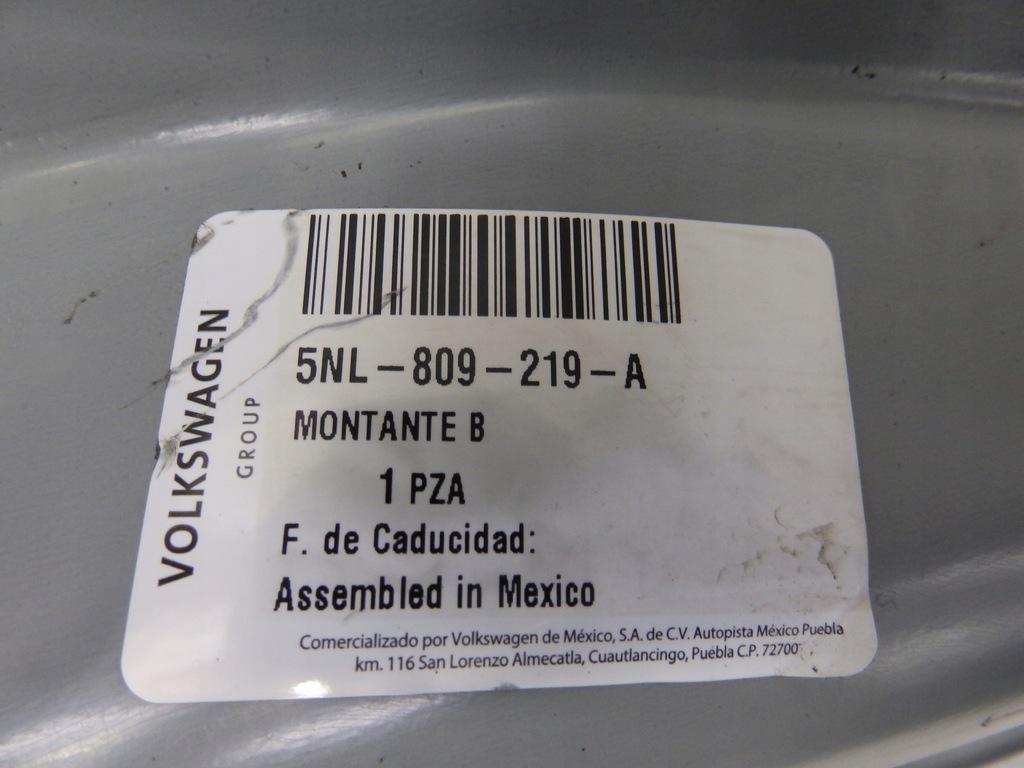 VOLKSWAGEN
GROUP
5NL-809-219-A
MONTANTE B
1 PZA
F. de Caducidad:
Assembled in Mexico
Comercializado por Volkswagen de México, S.A. de C.V. Autopista México Puebla
km. 116 San Lorenzo Almecatla, Cuautlancingo, Puebla C.P. 72700